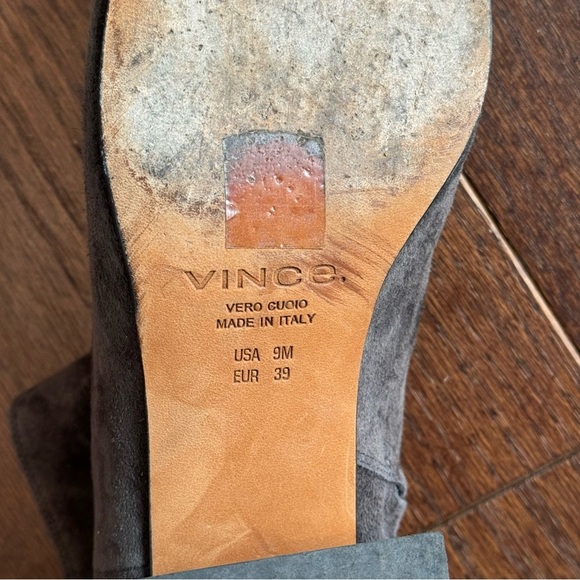 VINCE.
VERO CUOIO
MADE IN ITALY
USA 9M
EUR 39